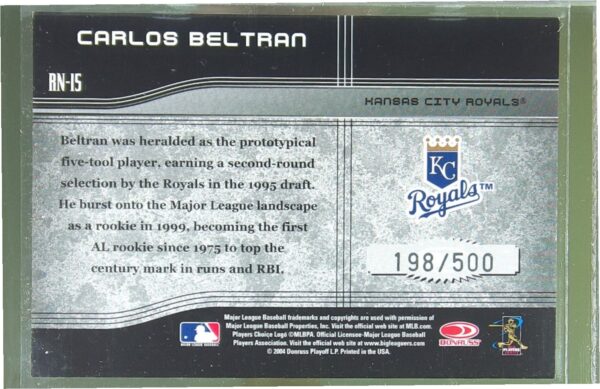 CARLOS BELTRAN
RN-15
KANSAS CITY ROYALS®
Beltran was heralded as the prototypical
five-tool player, earning a second-round
selection by the Royals in the 1995 draft.
He burst onto the Major League landscape
as a rookie in 1999, becoming the first
AL rookie since 1975 to top the
century mark in runs and RBI.
KC
Royals™
198/500
Major League Baseball trademarks and copyrights are used with permission of
Major League Baseball Properties, Inc. Visit the official web site at MLB.com.
Players Choice Logo ©MLBPA. Official Licensee-Major League Baseball
Players Association. Visit the official web site at www.bigleaguers.com
© 2004 Donruss Playoff L.P. Printed in the USA.
DONRUSS